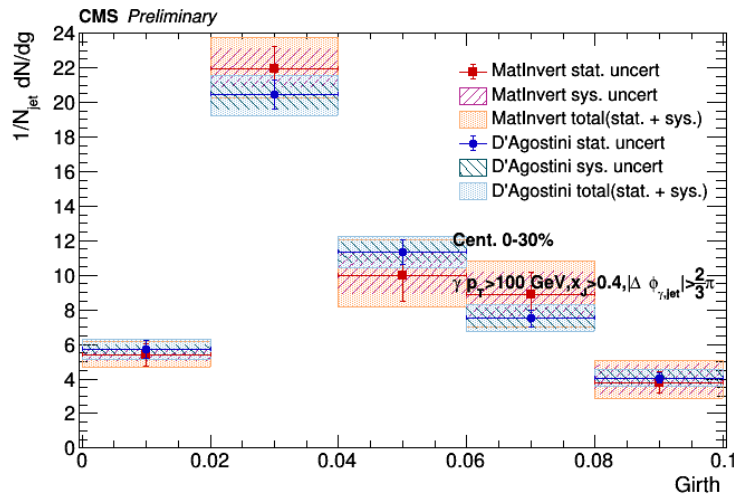 CMS Preliminary
1/N_jet dN/dg
24
22
20
18
16
14
12
10
8
6
4
2
0
MatInvert stat. uncert
MatInvert sys. uncert
MatInvert total(stat. + sys.)
D'Agostini stat. uncert
D'Agostini sys. uncert
D'Agostini total(stat. + sys.)
Cent. 0-30%
γ p_T>100 GeV,x_J>0.4,|Δ ϕ_γ,jet|>2/3π
0 0.02 0.04 0.06 0.08 0.1
Girth